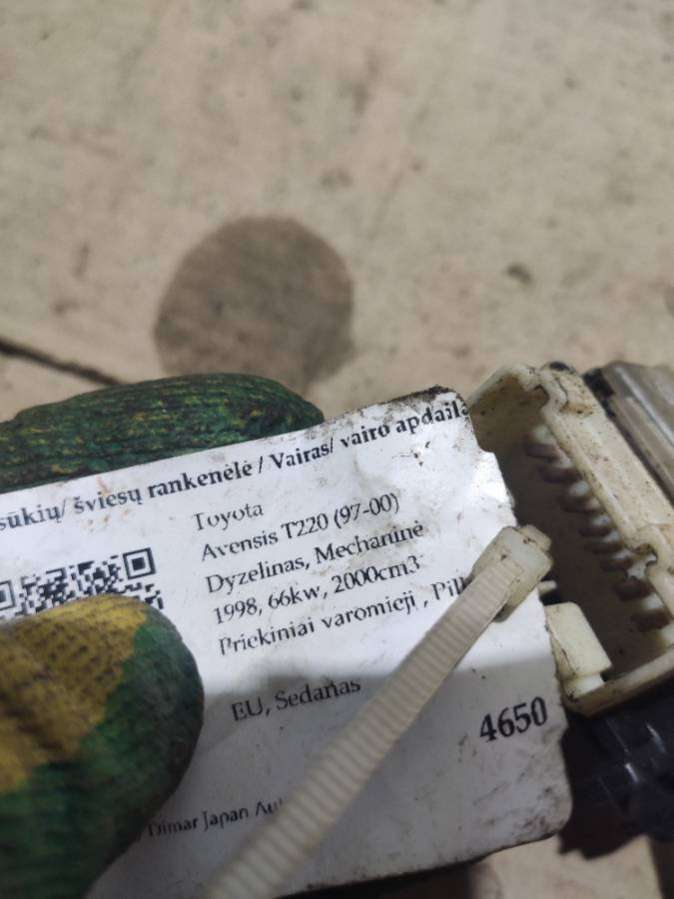 sūkių/ šviesų rankenėlė / Vairas/ vairo apdaila
Toyota
Avensis T220 (97-00)
Dyzelinas, Mechaninė
1998, 66kw, 2000cm3
Priekiniai varomieji , Pil
EU, Sedanas
4650
Dimar Japan Au